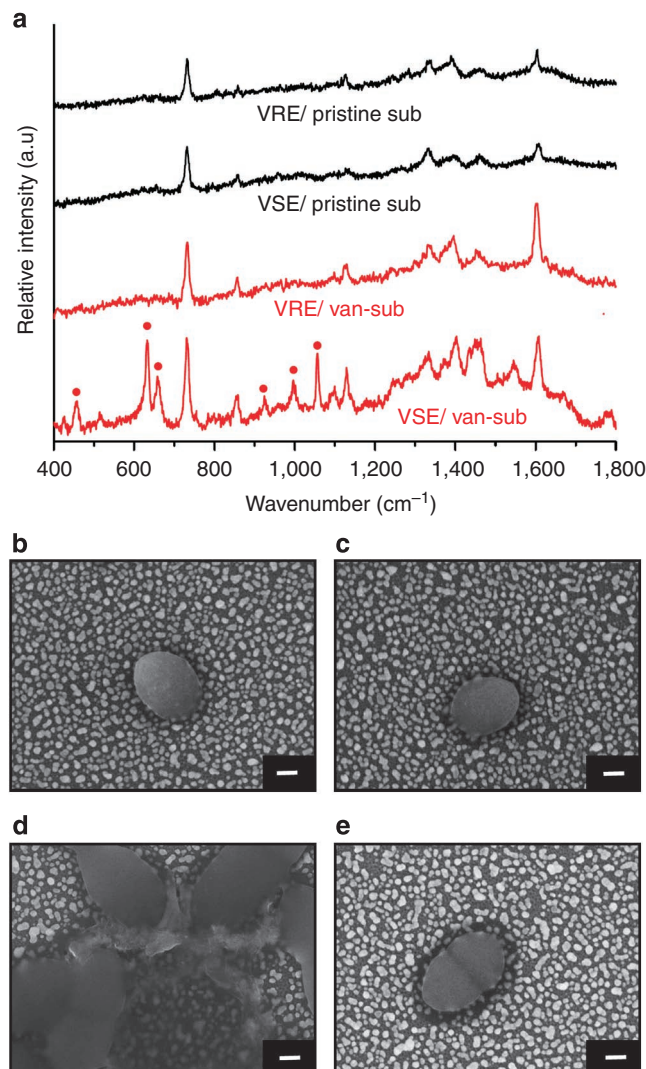 a
Relative intensity (a.u)
VRE/ pristine sub
VSE/ pristine sub
VRE/ van-sub
VSE/ van-sub
400 600 800 1,000 1,200 1,400 1,600 1,800
Wavenumber (cm⁻¹)
b
c
d
e